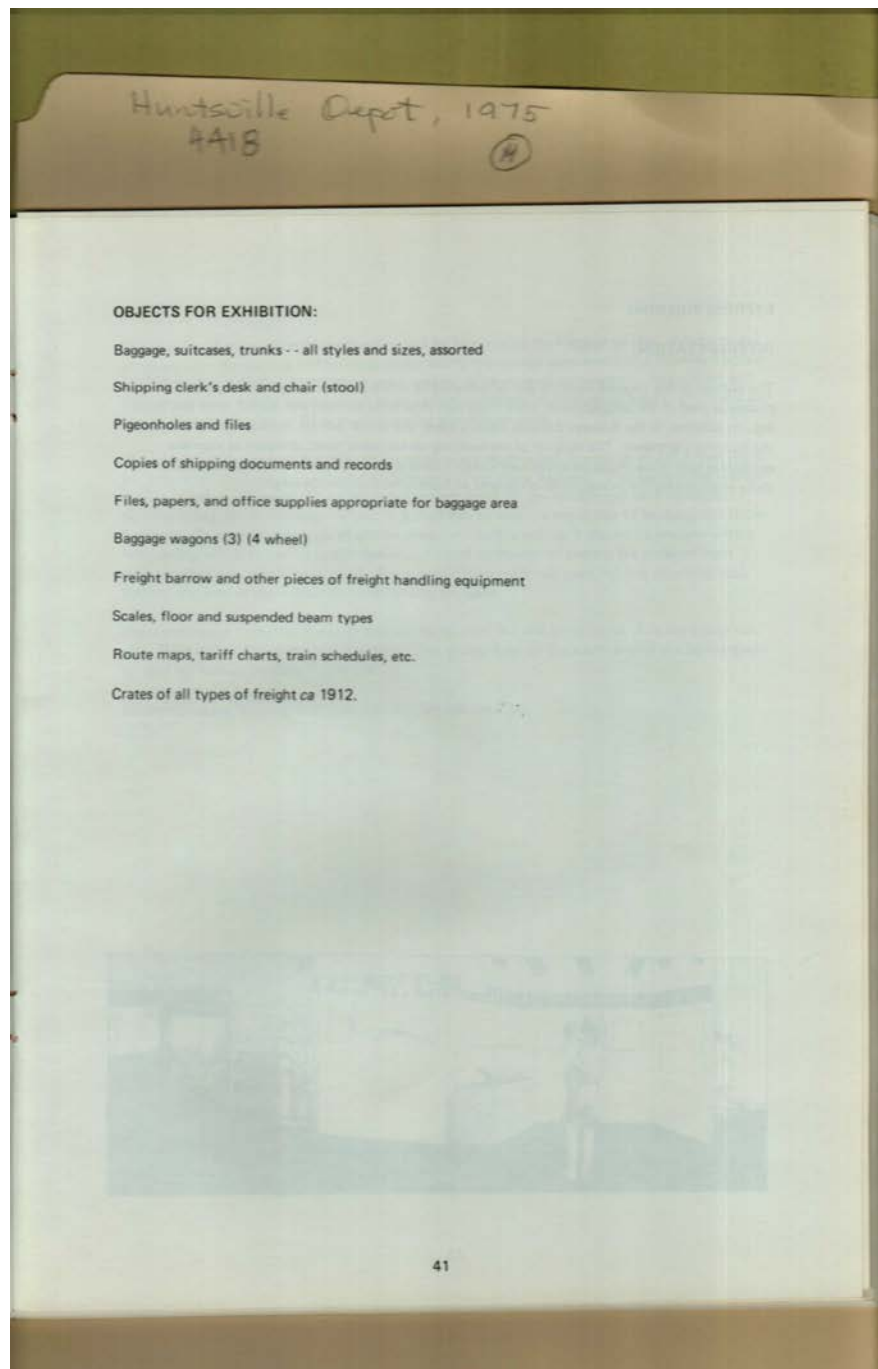 Huntsville Depot, 1975
4418
M
OBJECTS FOR EXHIBITION:
Baggage, suitcases, trunks - - all styles and sizes, assorted
Shipping clerk's desk and chair (stool)
Pigeonholes and files
Copies of shipping documents and records
Files, papers, and office supplies appropriate for baggage area
Baggage wagons (3) (4 wheel)
Freight barrow and other pieces of freight handling equipment
Scales, floor and suspended beam types
Route maps, tariff charts, train schedules, etc.
Crates of all types of freight ca 1912.
41